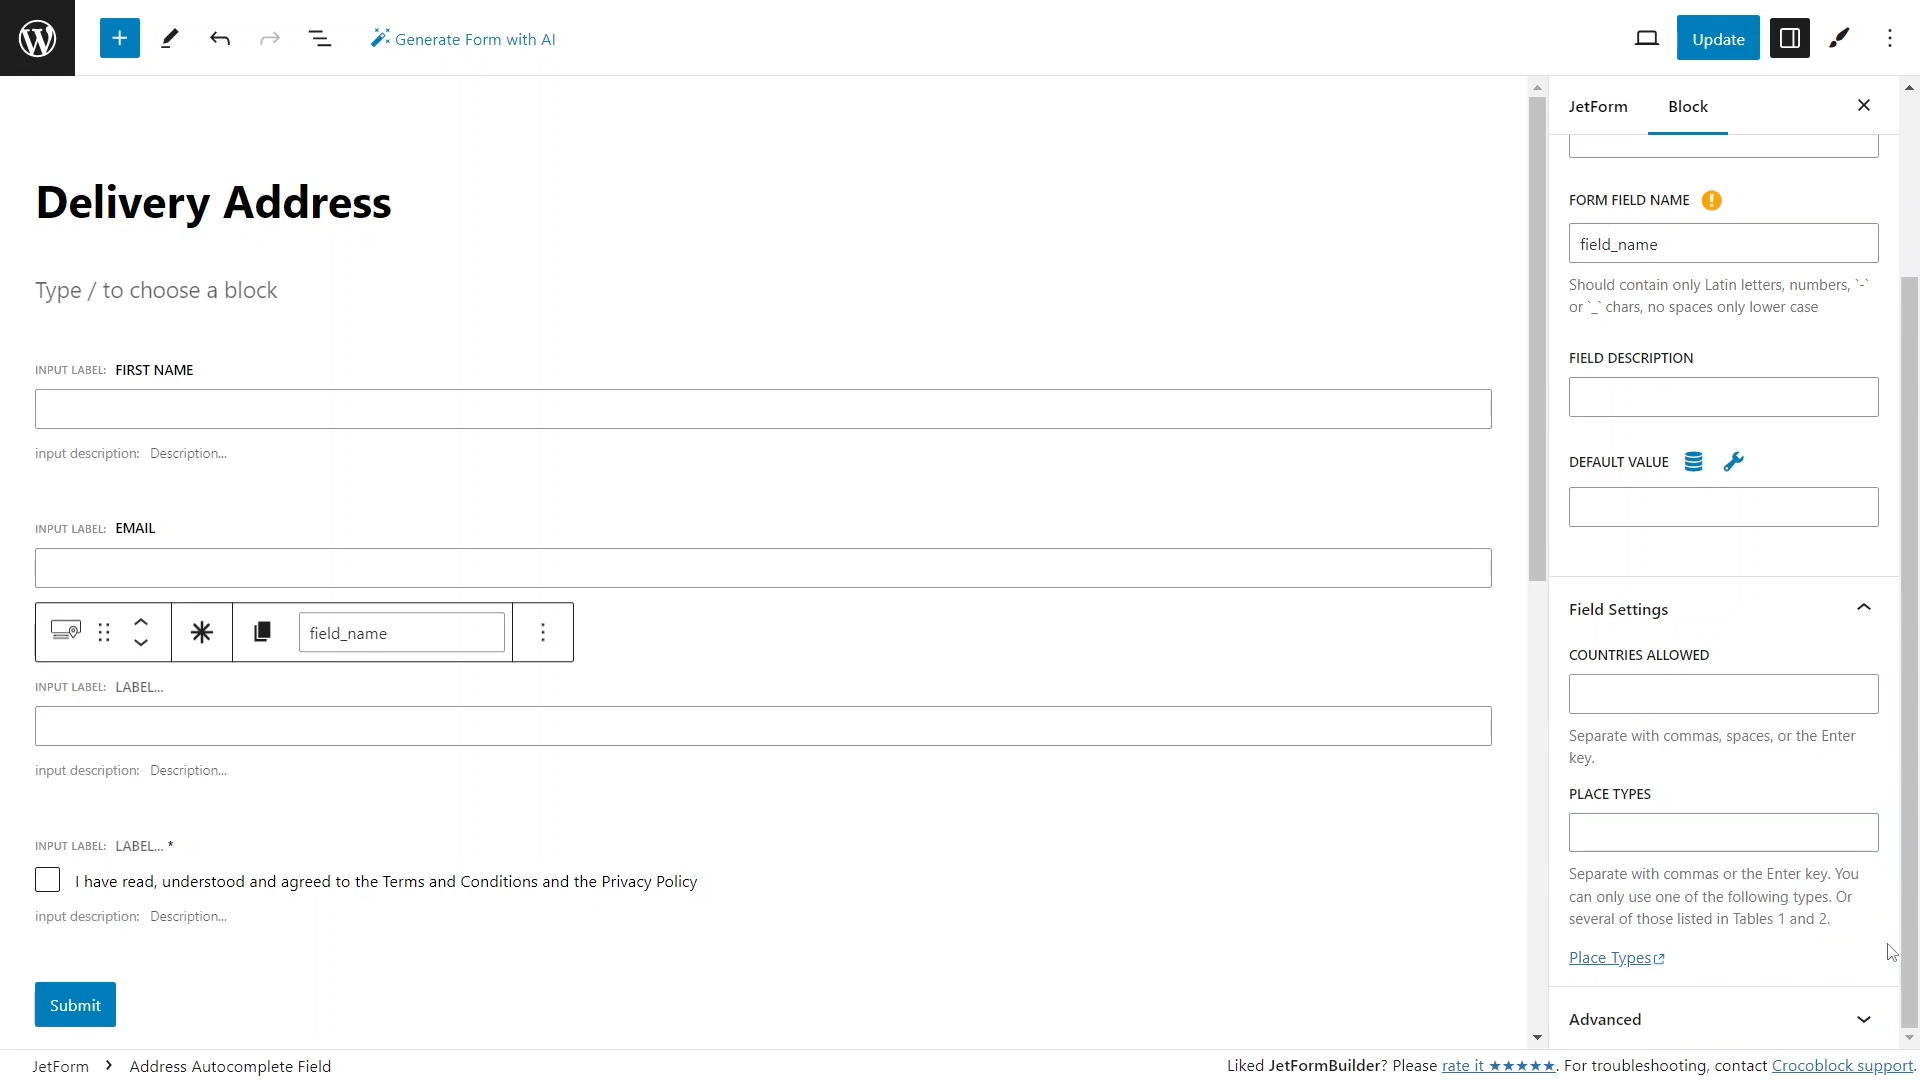 Generate Form with AI
Update
JetForm
Block
Delivery Address
Type / to choose a block
INPUT LABEL: FIRST NAME
input description: Description...
INPUT LABEL: EMAIL
field_name
INPUT LABEL: LABEL...
input description: Description...
INPUT LABEL: LABEL... *
I have read, understood and agreed to the Terms and Conditions and the Privacy Policy
input description: Description...
Submit
FORM FIELD NAME
field_name
Should contain only Latin letters, numbers, `-`
or `_` chars, no spaces only lower case
FIELD DESCRIPTION
DEFAULT VALUE
Field Settings
COUNTRIES ALLOWED
Separate with commas, spaces, or the Enter
key.
PLACE TYPES
Separate with commas or the Enter key. You
can only use one of the following types. Or
several of those listed in Tables 1 and 2.
Place Types
Advanced
JetForm > Address Autocomplete Field
Liked JetFormBuilder? Please rate it ★★★★★. For troubleshooting, contact Crocoblock support.